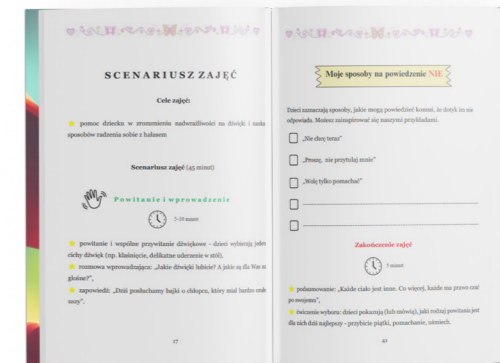 SCENARIUSZ ZAJĘĆ
Cele zajęć:
pomoc dziecku w zrozumieniu nadwrażliwości na dźwięki i nauka
sposobów radzenia sobie z hałasem
Scenariusz zajęć (45 minut)
Powitanie i wprowadzenie
5-10 minut
powitanie i wspólne przywitanie dźwiękowe - dzieci wybierają jeden
cichy dźwięk (np. klaśnięcie, delikatne uderzenie w stół),
rozmowa wprowadzająca: „Jakie dźwięki lubicie? A jakie są dla Was za
głośne?",
zapowiedź: „Dziś posłuchamy bajki o chłopcu, który miał bardzo czułe
uszy".
17
Moje sposoby na powiedzenie NIE
Dzieci zaznaczają sposoby, jakie mogą powiedzieć komuś, że dotyk im nie
odpowiada. Możesz zainspirować się naszymi przykładami.
„Nie chcę teraz"
„Proszę, nie przytulaj mnie"
„Wolę tylko pomachać"
Zakończenie zajęć
5 minut
podsumowanie: „Każde ciało jest inne. Co więcej, każde ma prawo czuć
po swojemu",
ćwiczenie wyboru: dzieci pokazują (lub mówią), jaki rodzaj powitania jest
dla nich dziś najlepszy - przybicie piątki, pomachanie, uśmiech.
41